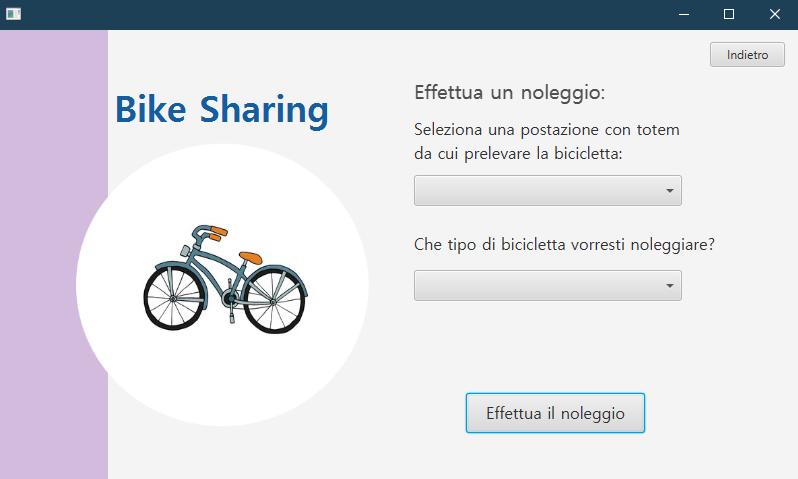 Indietro
Bike Sharing
Effettua un noleggio:
Seleziona una postazione con totem
da cui prelevare la bicicletta:
Che tipo di bicicletta vorresti noleggiare?
Effettua il noleggio